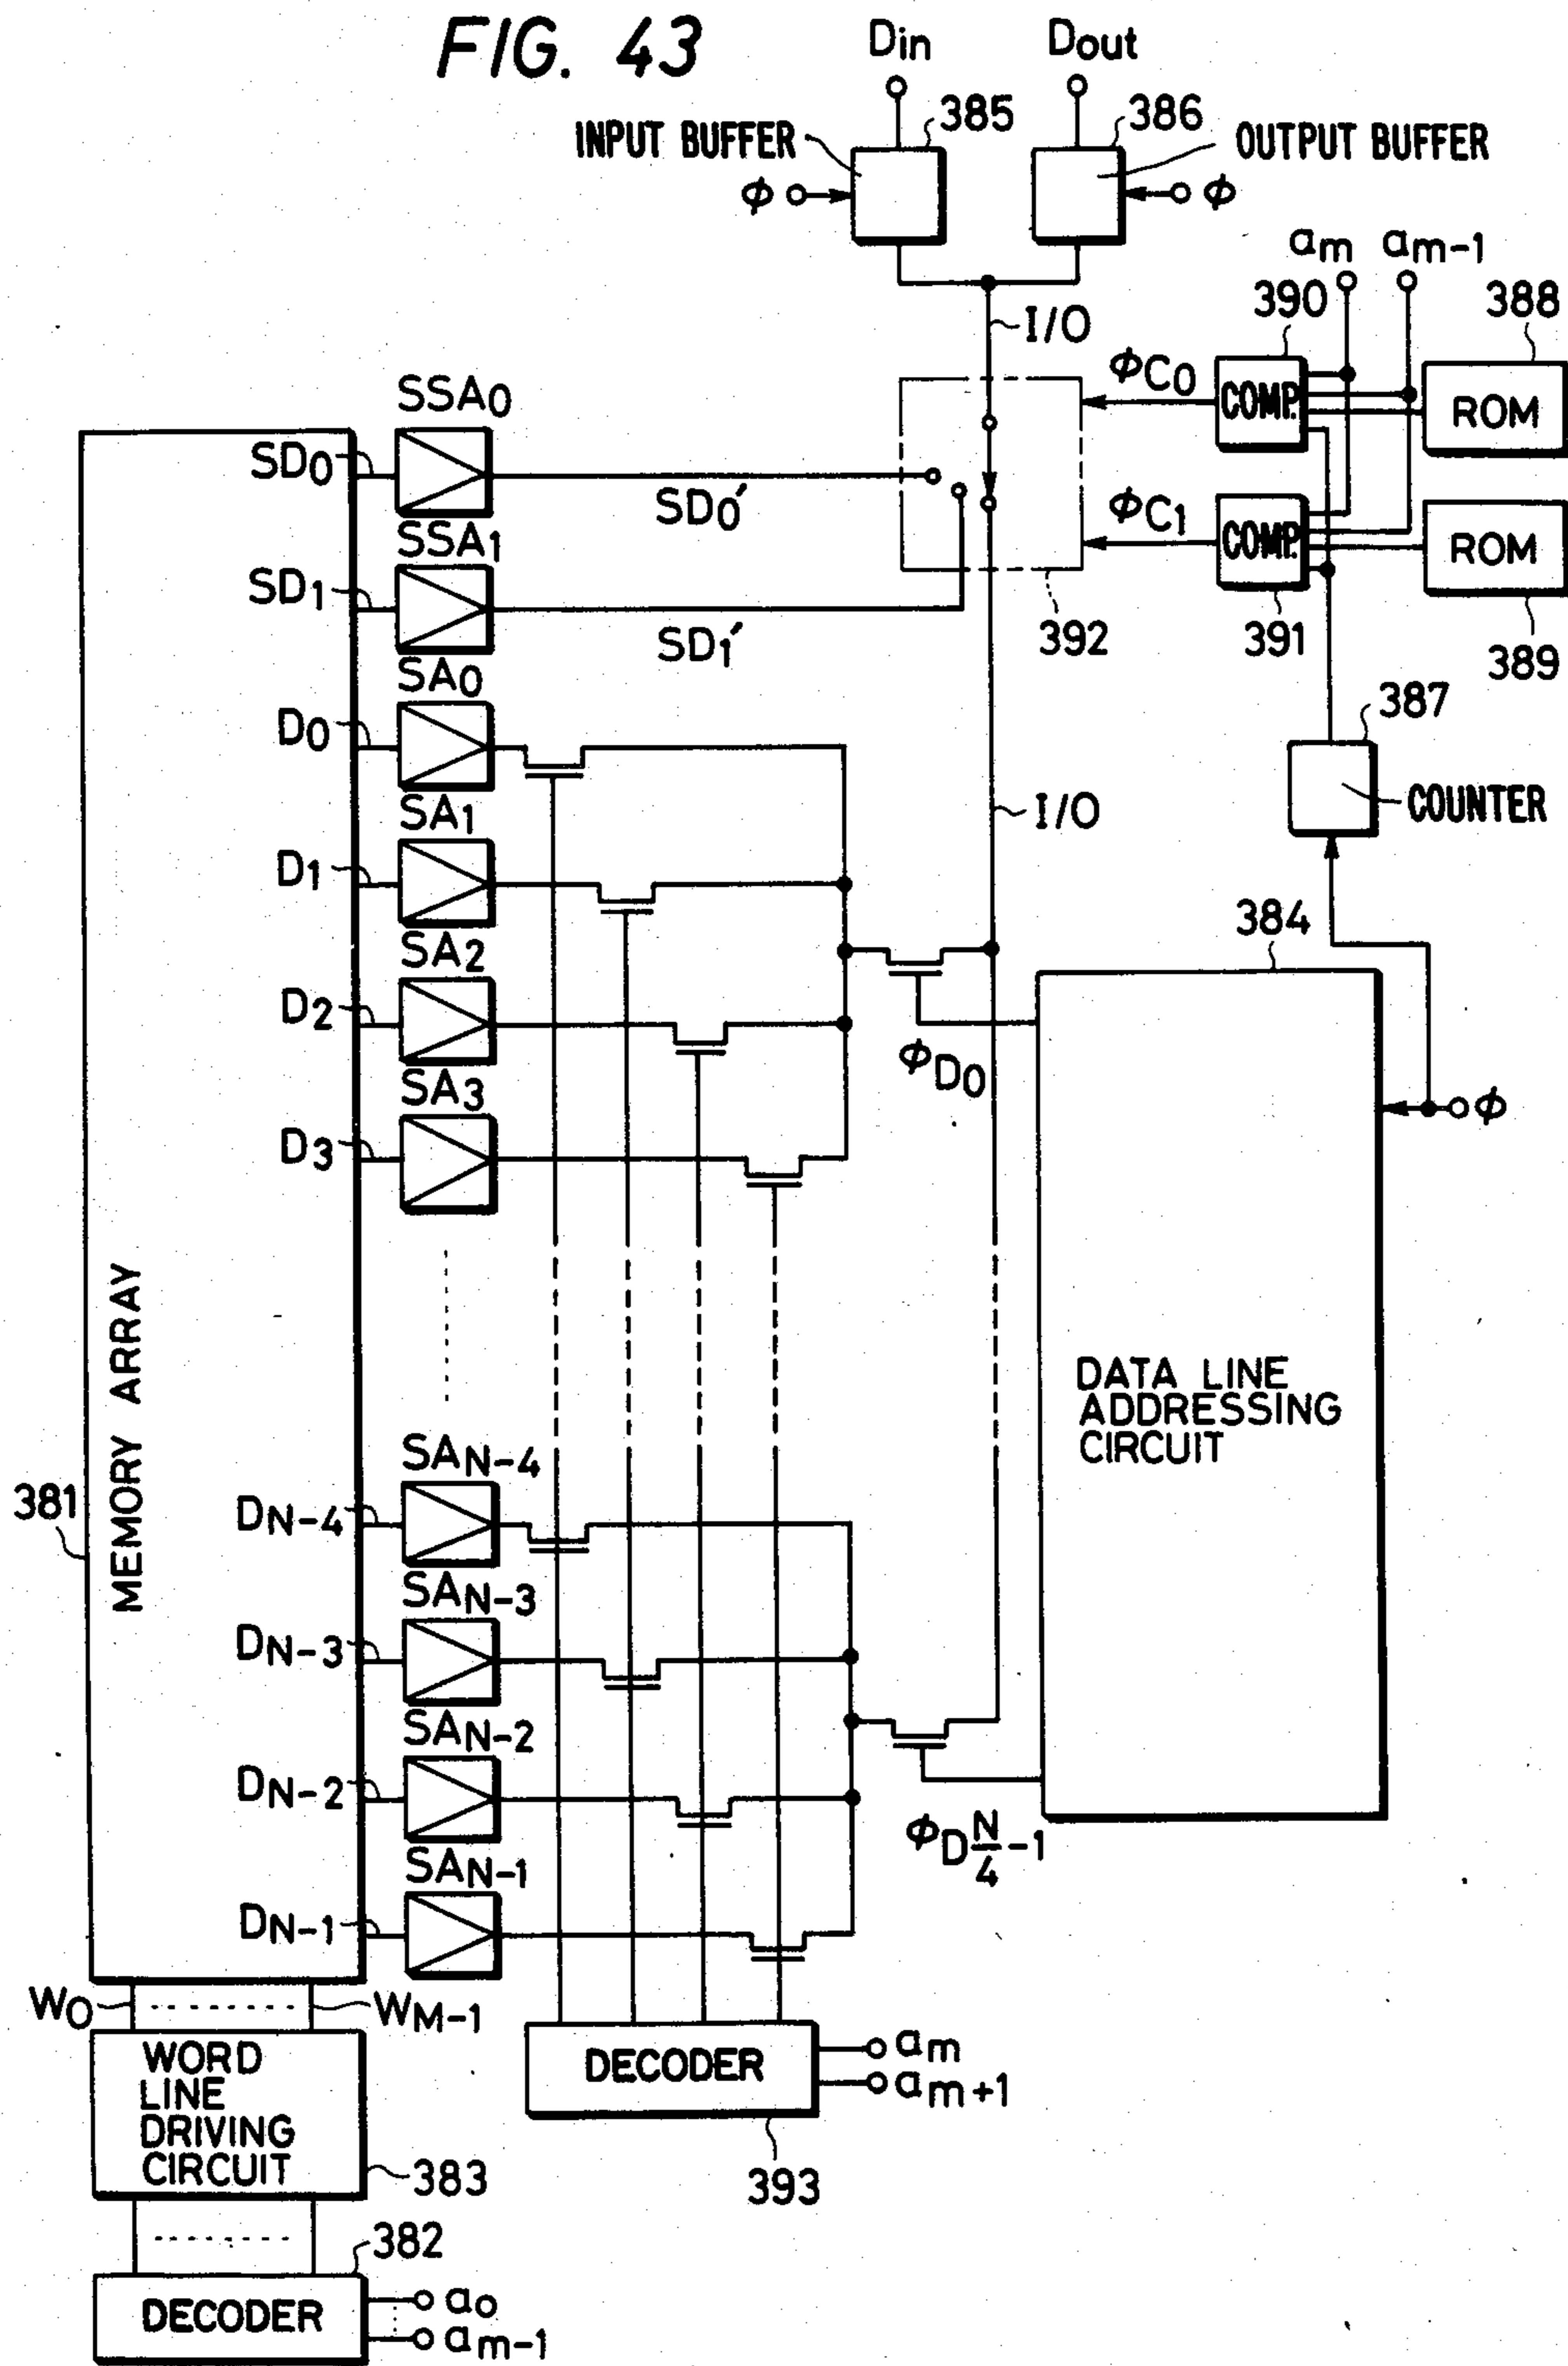 FIG. 43
Din Dout
385 386
INPUT BUFFER OUTPUT BUFFER
ϕ ϕ
am am-1
390 388
I/O
ϕC0 COMP. ROM
SSA0
SD0
SD0'
SSA1
ϕC1 COMP. ROM
SD1
SD1'
392 391 389
SA0
387
D0
SA1
I/O COUNTER
D1
384
SA2
D2
ϕD0
SA3
ϕ
D3
MEMORY ARRAY
DATA LINE
ADDRESSING
CIRCUIT
SAN-4
381
DN-4
SAN-3
DN-3
SAN-2
DN-2
ϕD N/4 -1
SAN-1
DN-1
W0 WM-1
WORD
LINE
DRIVING
CIRCUIT
DECODER
am
am+1
383
393
382
DECODER
a0
am-1